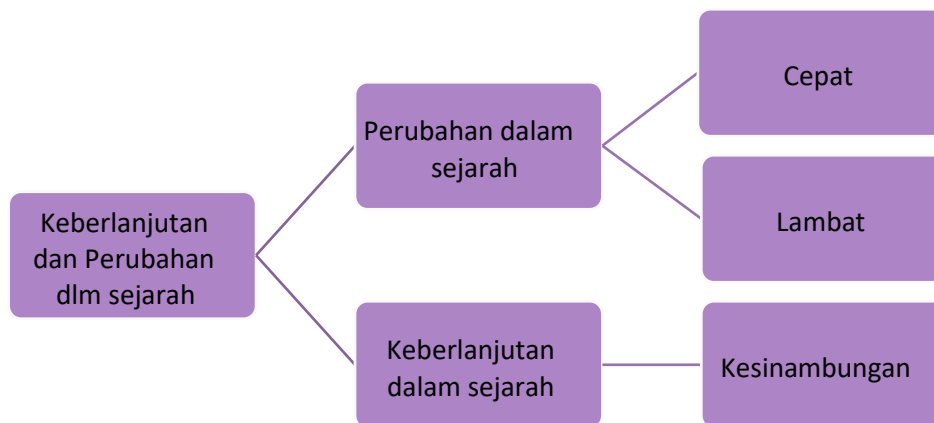 Keberlanjutan
dan Perubahan
dlm sejarah
Perubahan dalam
sejarah
Cepat
Lambat
Keberlanjutan
dalam sejarah
Kesinambungan